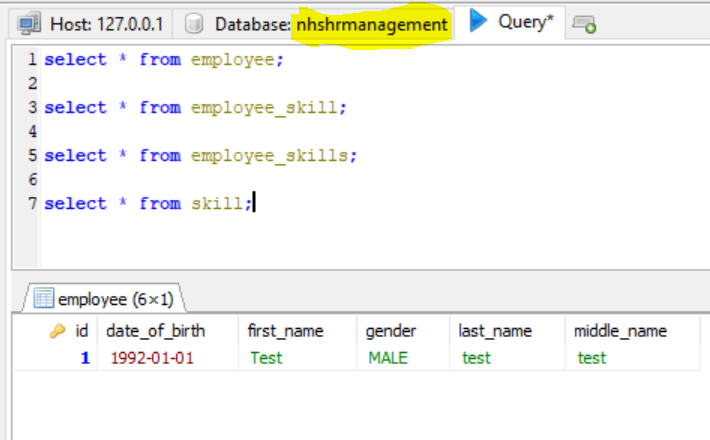 Host: 127.0.0.1 Database: nhshrmanagement Query*
1 select * from employee;
2
3 select * from employee_skill;
4
5 select * from employee_skills;
6
7 select * from skill;
employee (6×1)
id date_of_birth first_name gender last_name middle_name
1 1992-01-01 Test MALE test test